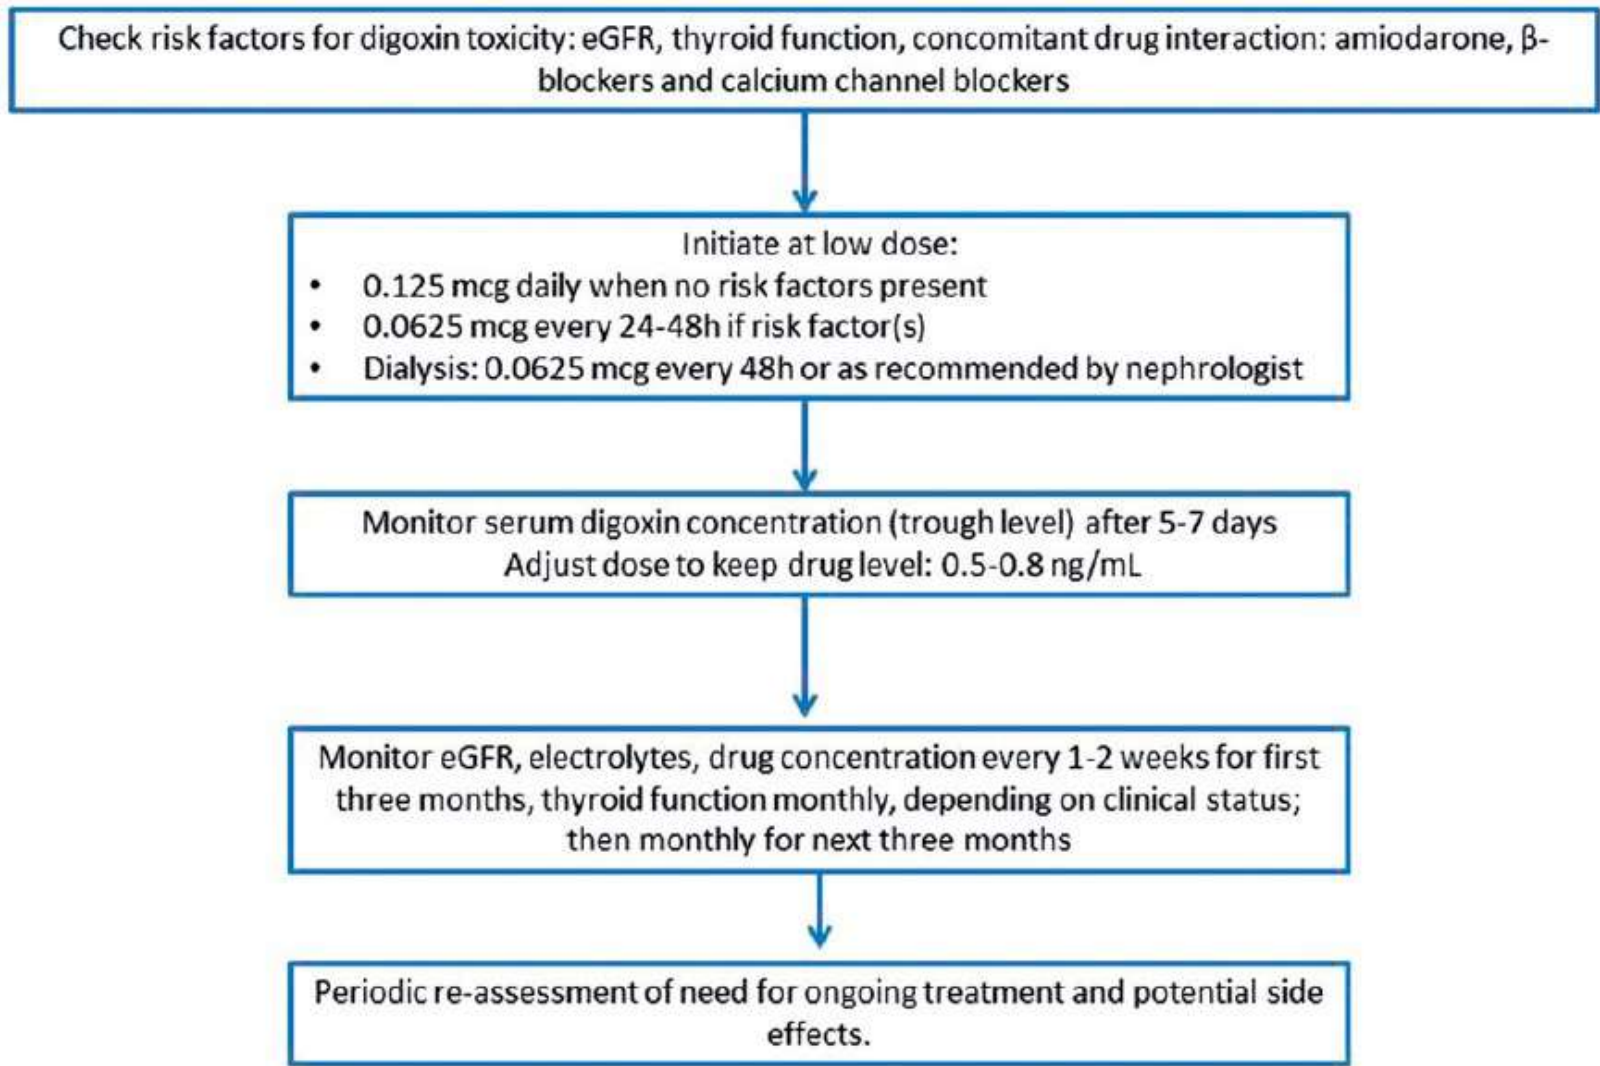 Check risk factors for digoxin toxicity: eGFR, thyroid function, concomitant drug interaction: amiodarone, β-
blockers and calcium channel blockers
Initiate at low dose:
• 0.125 mcg daily when no risk factors present
• 0.0625 mcg every 24-48h if risk factor(s)
• Dialysis: 0.0625 mcg every 48h or as recommended by nephrologist
Monitor serum digoxin concentration (trough level) after 5-7 days
Adjust dose to keep drug level: 0.5-0.8 ng/mL
Monitor eGFR, electrolytes, drug concentration every 1-2 weeks for first
three months, thyroid function monthly, depending on clinical status;
then monthly for next three months
Periodic re-assessment of need for ongoing treatment and potential side
effects.